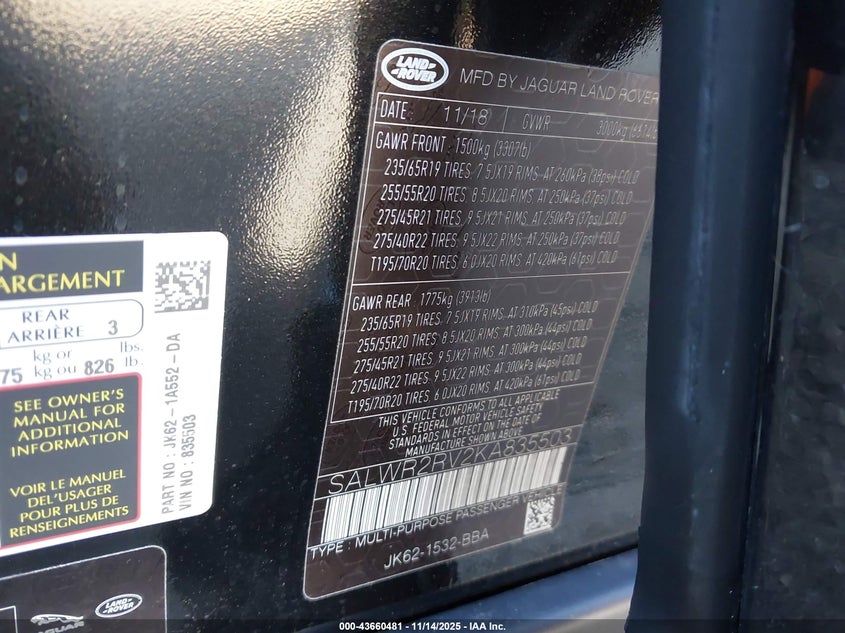 N
ARGEMENT
REAR
ARRIÈRE 3
kg or lbs.
75 kg ou 826 lb.
SEE OWNER'S
MANUAL FOR
ADDITIONAL
INFORMATION
VOIR LE MANUEL
DEL'USAGER
POUR PLUS DE
RENSEIGNEMENTS
PART NO : JK62 - 1A552 - DA
VIN NO : 835503
JAGUAR
LAND ROVER
LAND ROVER
MFD BY JAGUAR LAND ROVER
DATE: 11/18 GVWR 3000kg
GAWR FRONT : 1500kg (3307lb)
235/65R19 TIRES, 7.5JX19 RIMS, AT 260kPa (38psi) COLD
255/55R20 TIRES, 8.5JX20 RIMS, AT 250kPa (37psi) COLD
275/45R21 TIRES, 9.5JX21 RIMS, AT 250kPa (37psi) COLD
275/40R22 TIRES, 9.5JX22 RIMS, AT 250kPa (37psi) COLD
T195/70R20 TIRES, 6.0JX20 RIMS, AT 420kPa (61psi) COLD
GAWR REAR : 1775kg (3913lb)
235/65R19 TIRES, 7.5JX19 RIMS, AT 310kPa (45psi) COLD
255/55R20 TIRES, 8.5JX20 RIMS, AT 300kPa (44psi) COLD
275/45R21 TIRES, 9.5JX21 RIMS, AT 300kPa (44psi) COLD
275/40R22 TIRES, 9.5JX22 RIMS, AT 300kPa (44psi) COLD
T195/70R20 TIRES, 6.0JX20 RIMS, AT 420kPa (61psi) COLD
THIS VEHICLE CONFORMS TO ALL APPLICABLE
U.S. FEDERAL MOTOR VEHICLE SAFETY
STANDARDS IN EFFECT ON THE DATE OF
MANUFACTURE SHOWN ABOVE
SALWR2RV2KA835503
TYPE : MULTI-PURPOSE PASSENGER VEHICLE
JK62-1532-BBA
000-43660481 - 11/14/2025 - IAA Inc.